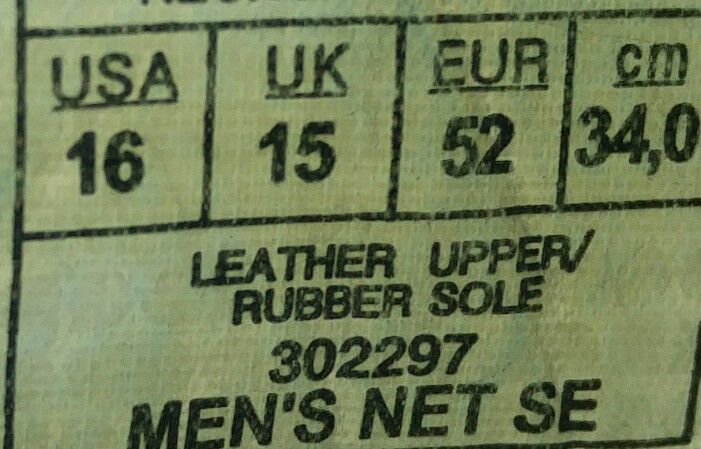 USA UK EUR cm
16 15 52 34,0
LEATHER UPPER/
RUBBER SOLE
302297
MEN'S NET SE